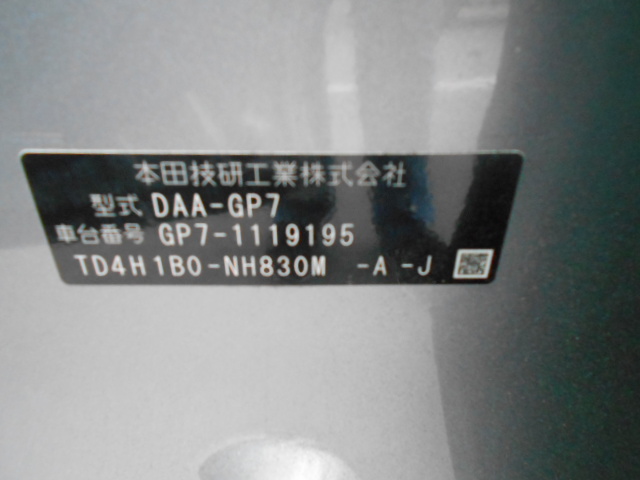 本田技研工業株式会社
型式 DAA-GP7
車台番号 GP7-1119195
TD4H1B0-NH830M -A -J